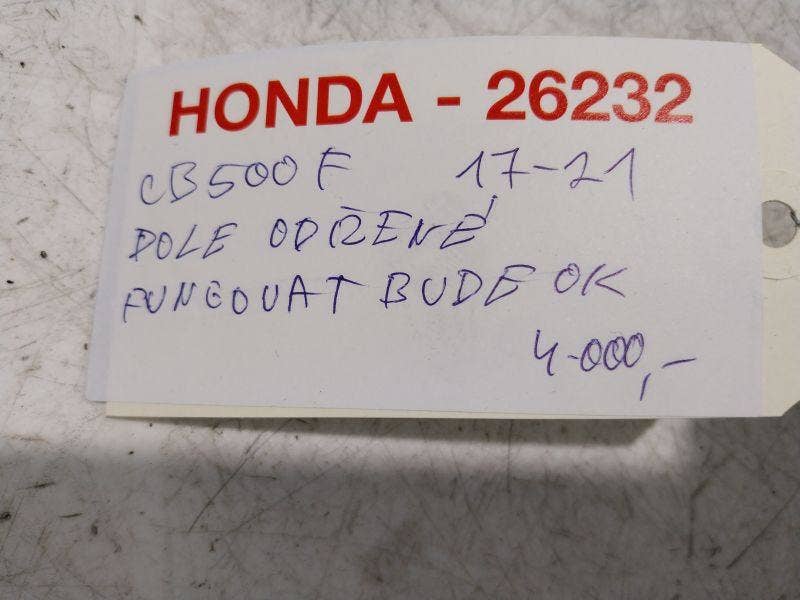 HONDA - 26232
CB500F 17-21
DOLE ODŘENÉ
FUNGOVAT BUDE OK
4.000,-